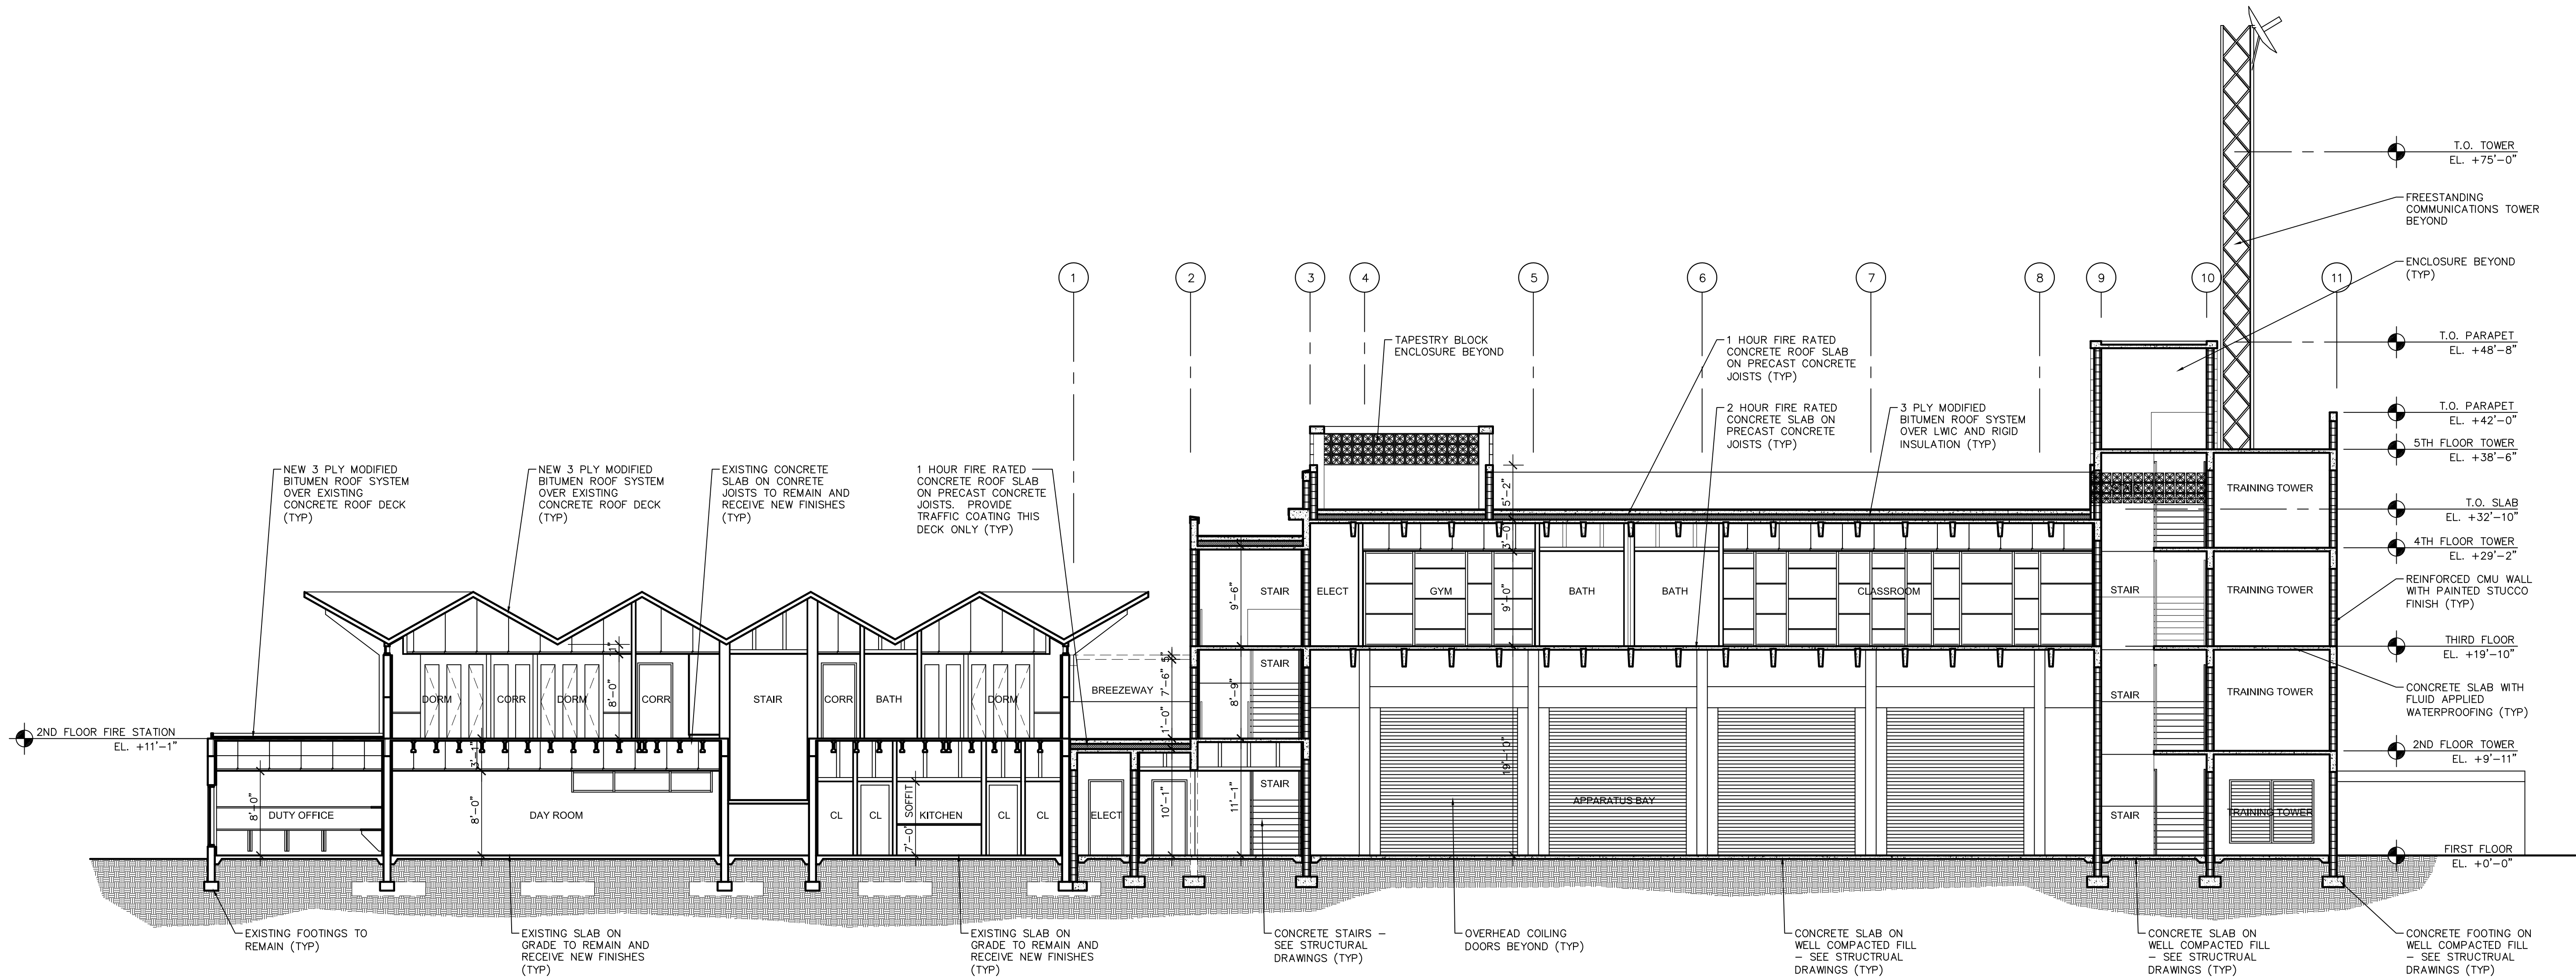 T.O. TOWER
EL. +75'-0"
FREESTANDING
COMMUNICATIONS TOWER
BEYOND
ENCLOSURE BEYOND
(TYP)
1
2
3
4
5
6
7
8
9
10
11
T.O. PARAPET
EL. +48'-8"
TAPESTRY BLOCK
ENCLOSURE BEYOND
1 HOUR FIRE RATED
CONCRETE ROOF SLAB
ON PRECAST CONCRETE
JOISTS (TYP)
2 HOUR FIRE RATED
CONCRETE SLAB ON
PRECAST CONCRETE
JOISTS (TYP)
3 PLY MODIFIED
BITUMEN ROOF SYSTEM
OVER LWIC AND RIGID
INSULATION (TYP)
T.O. PARAPET
EL. +42'-0"
5TH FLOOR TOWER
EL. +38'-6"
NEW 3 PLY MODIFIED
BITUMEN ROOF SYSTEM
OVER EXISTING
CONCRETE ROOF DECK
(TYP)
NEW 3 PLY MODIFIED
BITUMEN ROOF SYSTEM
OVER EXISTING
CONCRETE ROOF DECK
(TYP)
EXISTING CONCRETE
SLAB ON CONRETE
JOISTS TO REMAIN AND
RECEIVE NEW FINISHES
(TYP)
1 HOUR FIRE RATED
CONCRETE ROOF SLAB
ON PRECAST CONCRETE
JOISTS.  PROVIDE
TRAFFIC COATING THIS
DECK ONLY (TYP)
5'-2"
3'-0"
TRAINING TOWER
T.O. SLAB
EL. +32'-10"
4TH FLOOR TOWER
EL. +29'-2"
9'-6"
STAIR
ELECT
GYM
9'-0"
BATH
BATH
CLASSROOM
STAIR
TRAINING TOWER
REINFORCED CMU WALL
WITH PAINTED STUCCO
FINISH (TYP)
THIRD FLOOR
EL. +19'-10"
1"
DORM
CORR
DORM
8'-0"
CORR
STAIR
CORR
BATH
DORM
BREEZEWAY
5"
7'-6"
1'-0"
8'-9"
STAIR
STAIR
TRAINING TOWER
CONCRETE SLAB WITH
FLUID APPLIED
WATERPROOFING (TYP)
2ND FLOOR FIRE STATION
EL. +11'-1"
2ND FLOOR TOWER
EL. +9'-11"
3'-1"
19'-10"
8'-0"
DUTY OFFICE
8'-0"
DAY ROOM
CL
CL
7'-0" SOFFIT
KITCHEN
CL
CL
ELECT
10'-1"
11'-1"
STAIR
APPARATUS BAY
STAIR
TRAINING TOWER
FIRST FLOOR
EL. +0'-0"
EXISTING FOOTINGS TO
REMAIN (TYP)
EXISTING SLAB ON
GRADE TO REMAIN AND
RECEIVE NEW FINISHES
(TYP)
EXISTING SLAB ON
GRADE TO REMAIN AND
RECEIVE NEW FINISHES
(TYP)
CONCRETE STAIRS –
SEE STRUCTURAL
DRAWINGS (TYP)
OVERHEAD COILING
DOORS BEYOND (TYP)
CONCRETE SLAB ON
WELL COMPACTED FILL
– SEE STRUCTRUAL
DRAWINGS (TYP)
CONCRETE SLAB ON
WELL COMPACTED FILL
– SEE STRUCTRUAL
DRAWINGS (TYP)
CONCRETE FOOTING ON
WELL COMPACTED FILL
– SEE STRUCTRUAL
DRAWINGS (TYP)